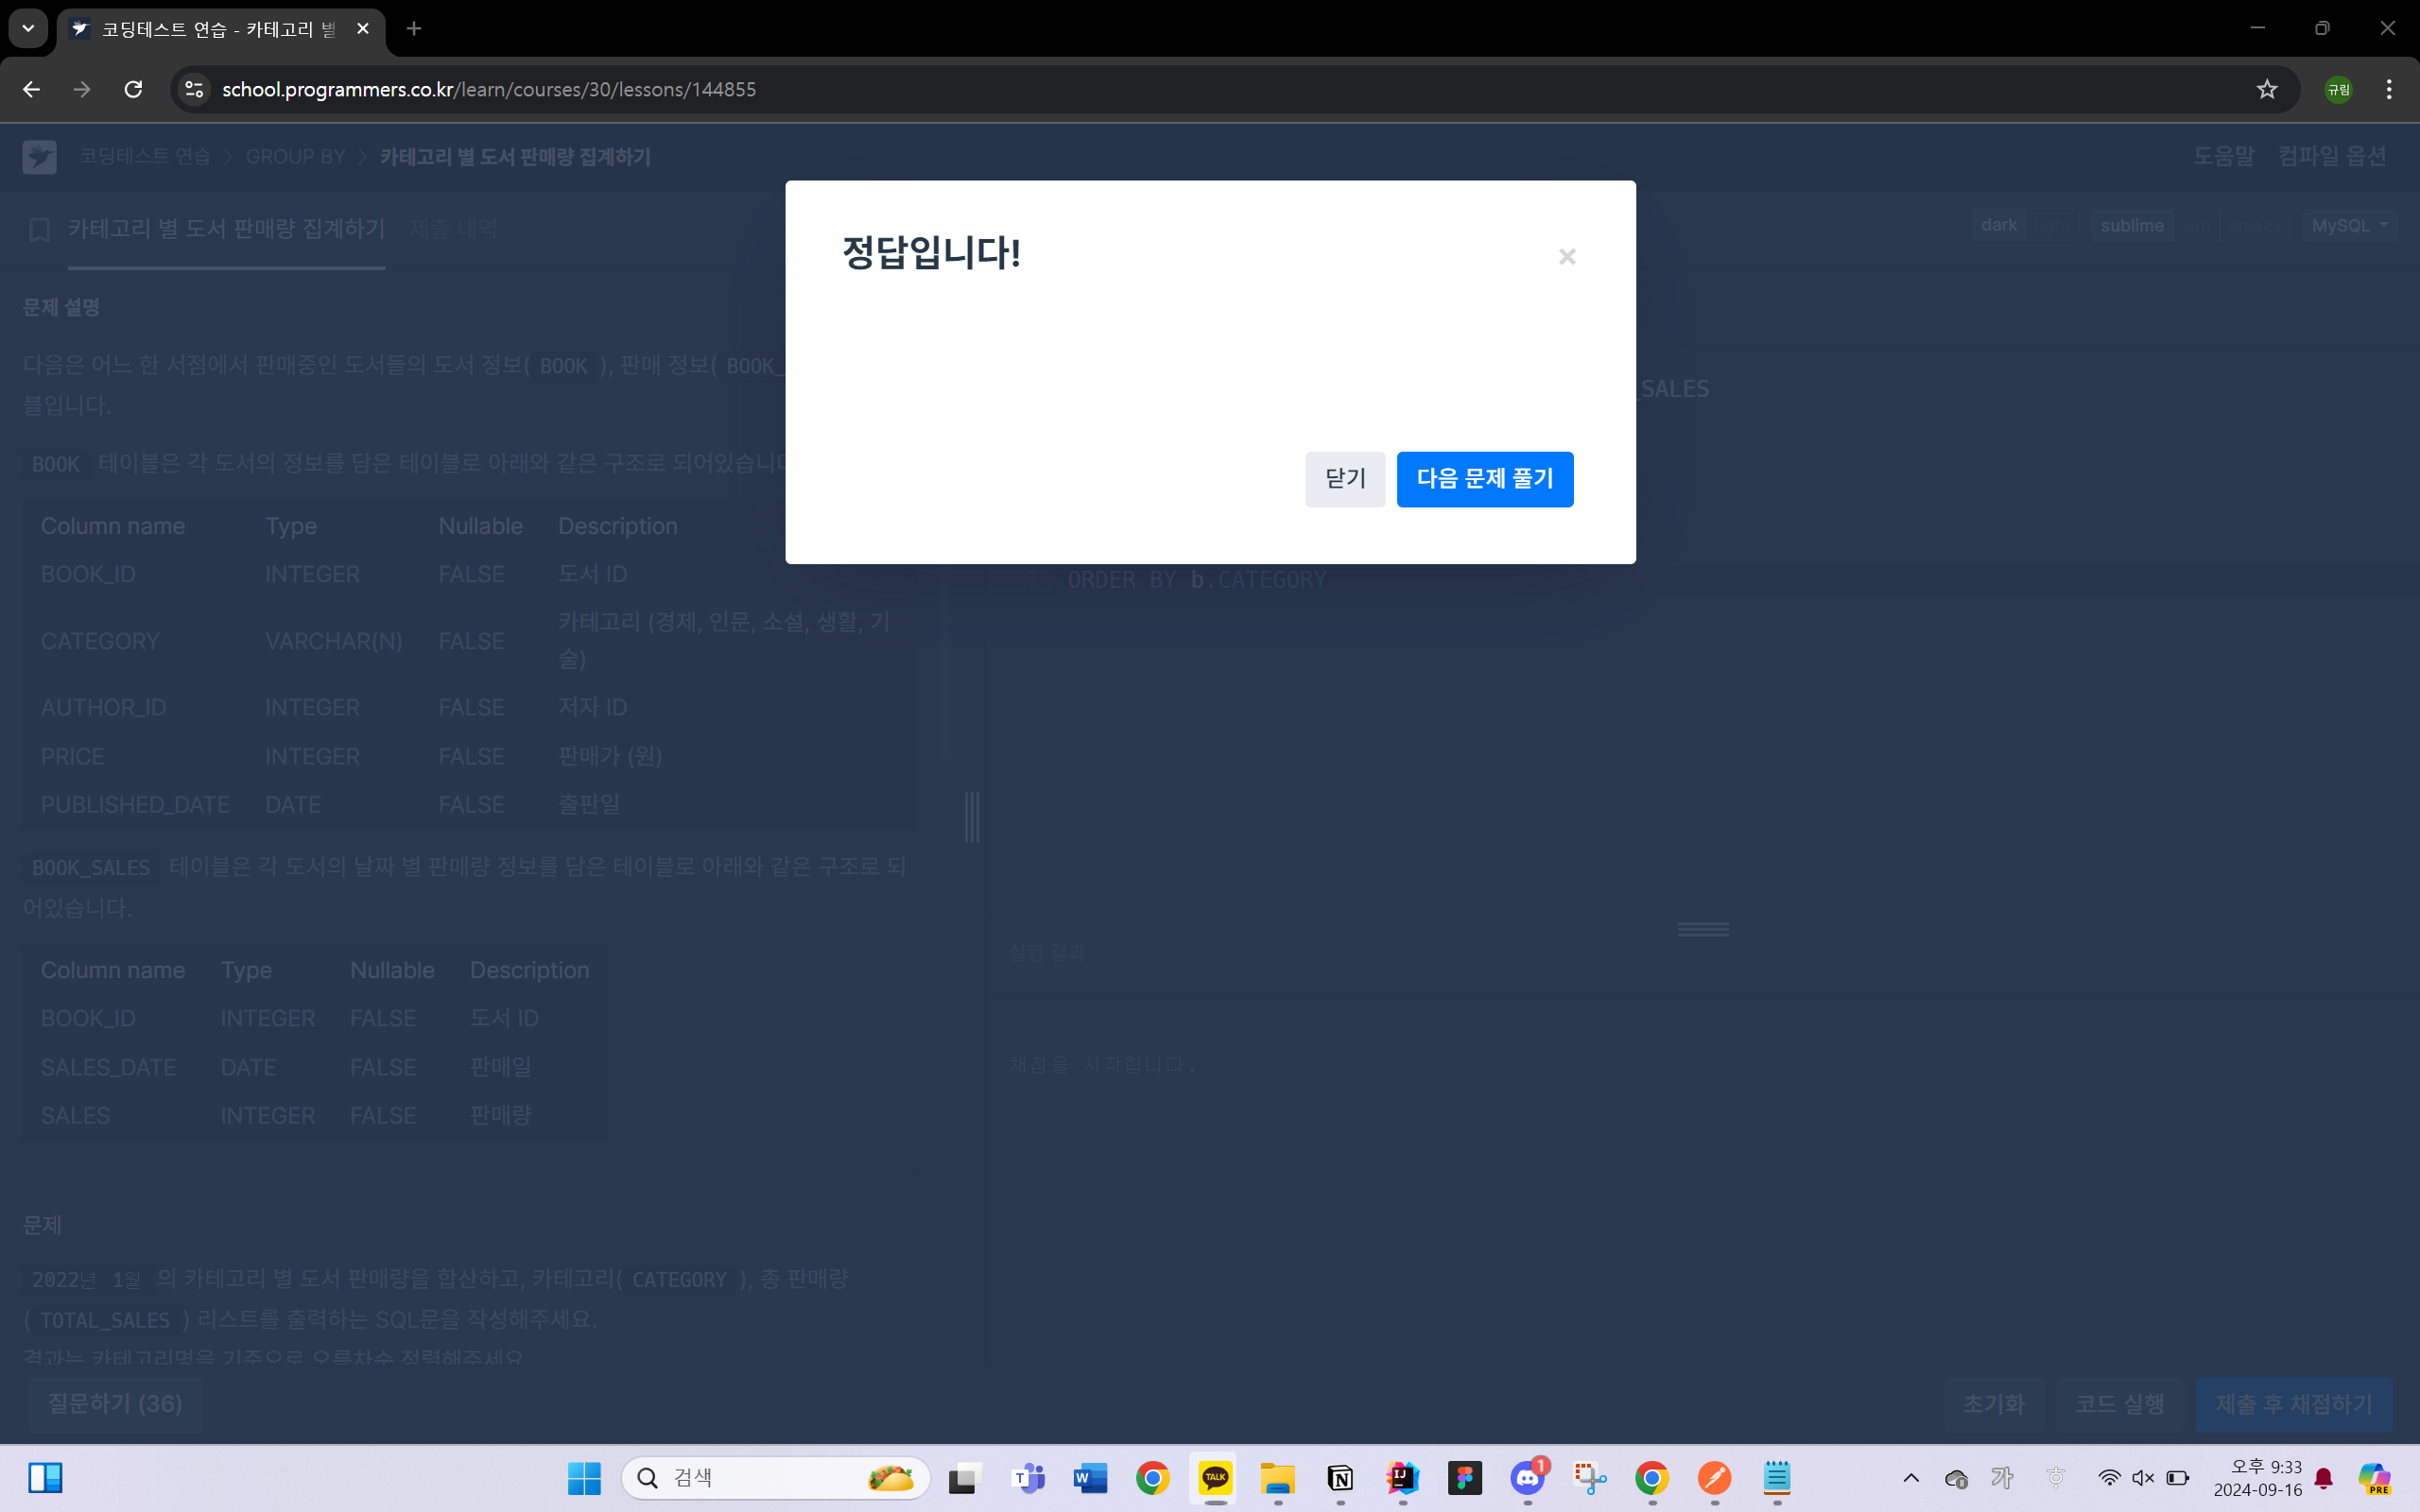 코딩테스트 연습 - 카테고리 별
school.programmers.co.kr/learn/courses/30/lessons/144855
규림
코딩테스트 연습 > GROUP BY > 카테고리 별 도서 판매량 집계하기
도움말 컴파일 옵션
카테고리 별 도서 판매량 집계하기 제출 내역
dark sublime MySQL
정답입니다!
닫기 다음 문제 풀기
문제 설명
다음은 어느 한 서점에서 판매중인 도서들의 도서 정보( BOOK ), 판매 정보( BOOK_
블입니다.
BOOK 테이블은 각 도서의 정보를 담은 테이블로 아래와 같은 구조로 되어있습니다
Column name Type Nullable Description
BOOK_ID INTEGER FALSE 도서 ID
CATEGORY VARCHAR(N) FALSE 카테고리 (경제, 인문, 소설, 생활, 기
술)
AUTHOR_ID INTEGER FALSE 저자 ID
PRICE INTEGER FALSE 판매가 (원)
PUBLISHED_DATE DATE FALSE 출판일
BOOK_SALES 테이블은 각 도서의 날짜 별 판매량 정보를 담은 테이블로 아래와 같은 구조로 되
어있습니다.
Column name Type Nullable Description
BOOK_ID INTEGER FALSE 도서 ID
SALES_DATE DATE FALSE 판매일
SALES INTEGER FALSE 판매량
문제
2022년 1월 의 카테고리 별 도서 판매량을 합산하고, 카테고리( CATEGORY ), 총 판매량
( TOTAL_SALES ) 리스트를 출력하는 SQL문을 작성해주세요.
결과는 카테고리명을 기준으로 오름차순 정렬해주세요
_SALES
ORDER BY b.CATEGORY
실행 결과
채점을 시작합니다.
질문하기 (36)
초기화 코드 실행 제출 후 채점하기
검색
TALK
1
가
오후 9:33
2024-09-16
PRE